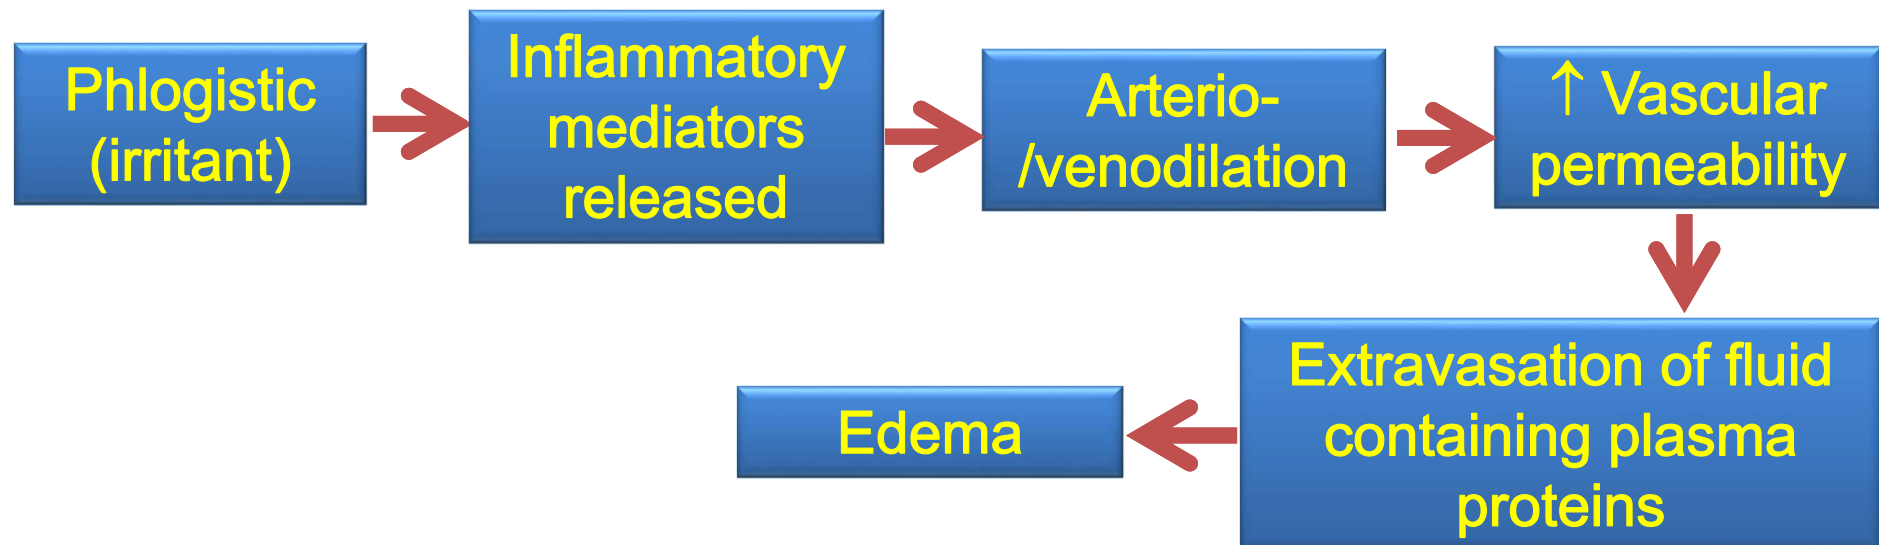 Phlogistic
(irritant)
Inflammatory
mediators
released
Arterio-
/venodilation
↑ Vascular
permeability
Extravasation of fluid
containing plasma
proteins
Edema